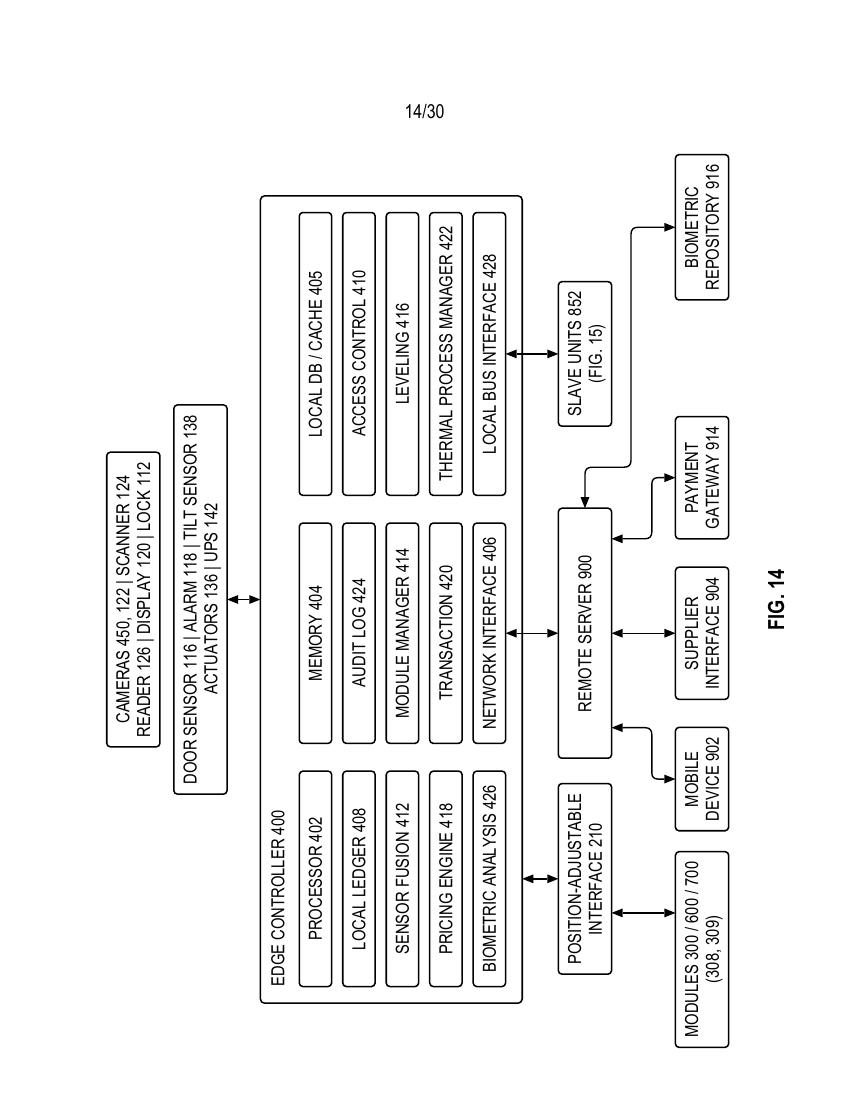 14/30
CAMERAS 450, 122 | SCANNER 124
READER 126 | DISPLAY 120 | LOCK 112
DOOR SENSOR 116 | ALARM 118 | TILT SENSOR 138
ACTUATORS 136 | UPS 142
EDGE CONTROLLER 400
PROCESSOR 402
MEMORY 404
LOCAL DB / CACHE 405
LOCAL LEDGER 408
AUDIT LOG 424
ACCESS CONTROL 410
SENSOR FUSION 412
MODULE MANAGER 414
LEVELING 416
PRICING ENGINE 418
TRANSACTION 420
THERMAL PROCESS MANAGER 422
BIOMETRIC ANALYSIS 426
NETWORK INTERFACE 406
LOCAL BUS INTERFACE 428
POSITION-ADJUSTABLE
INTERFACE 210
REMOTE SERVER 900
SLAVE UNITS 852
(FIG. 15)
MODULES 300 / 600 / 700
(308, 309)
MOBILE
DEVICE 902
SUPPLIER
INTERFACE 904
PAYMENT
GATEWAY 914
BIOMETRIC
REPOSITORY 916
FIG. 14